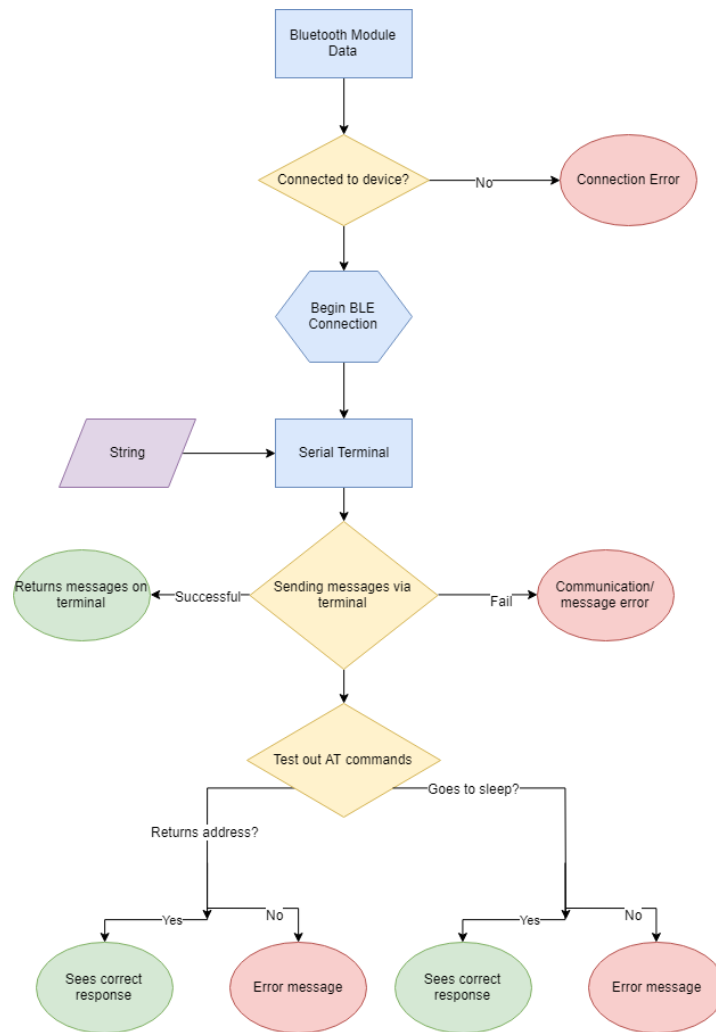 Bluetooth Module
Data
Connected to device?
No
Connection Error
Begin BLE
Connection
String
Serial Terminal
Returns messages on
terminal
Successful
Sending messages via
terminal
Fail
Communication/
message error
Test out AT commands
Goes to sleep?
Returns address?
Yes
No
Yes
No
Sees correct
response
Error message
Sees correct
response
Error message